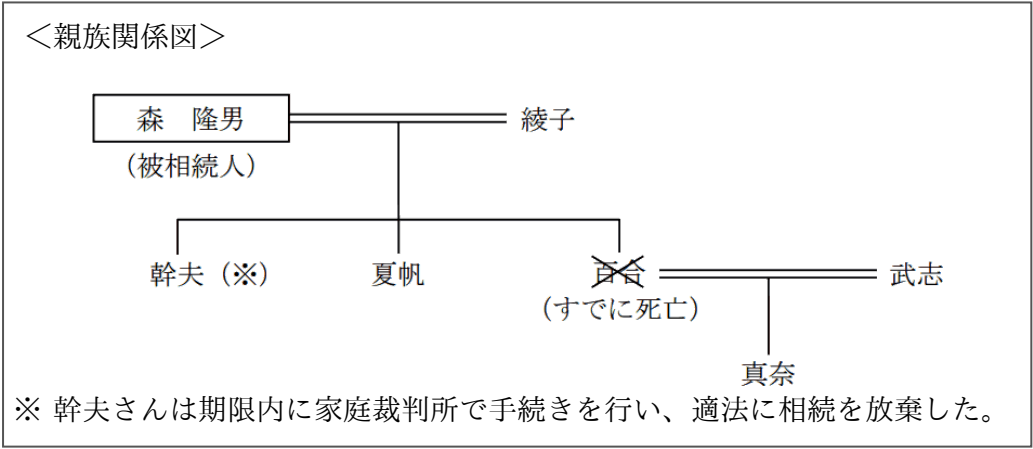 <親族関係図>
森 隆男
綾子
(被相続人)
幹夫(※)
夏帆
百合
武志
(すでに死亡)
真奈
※ 幹夫さんは期限内に家庭裁判所で手続きを行い、適法に相続を放棄した。